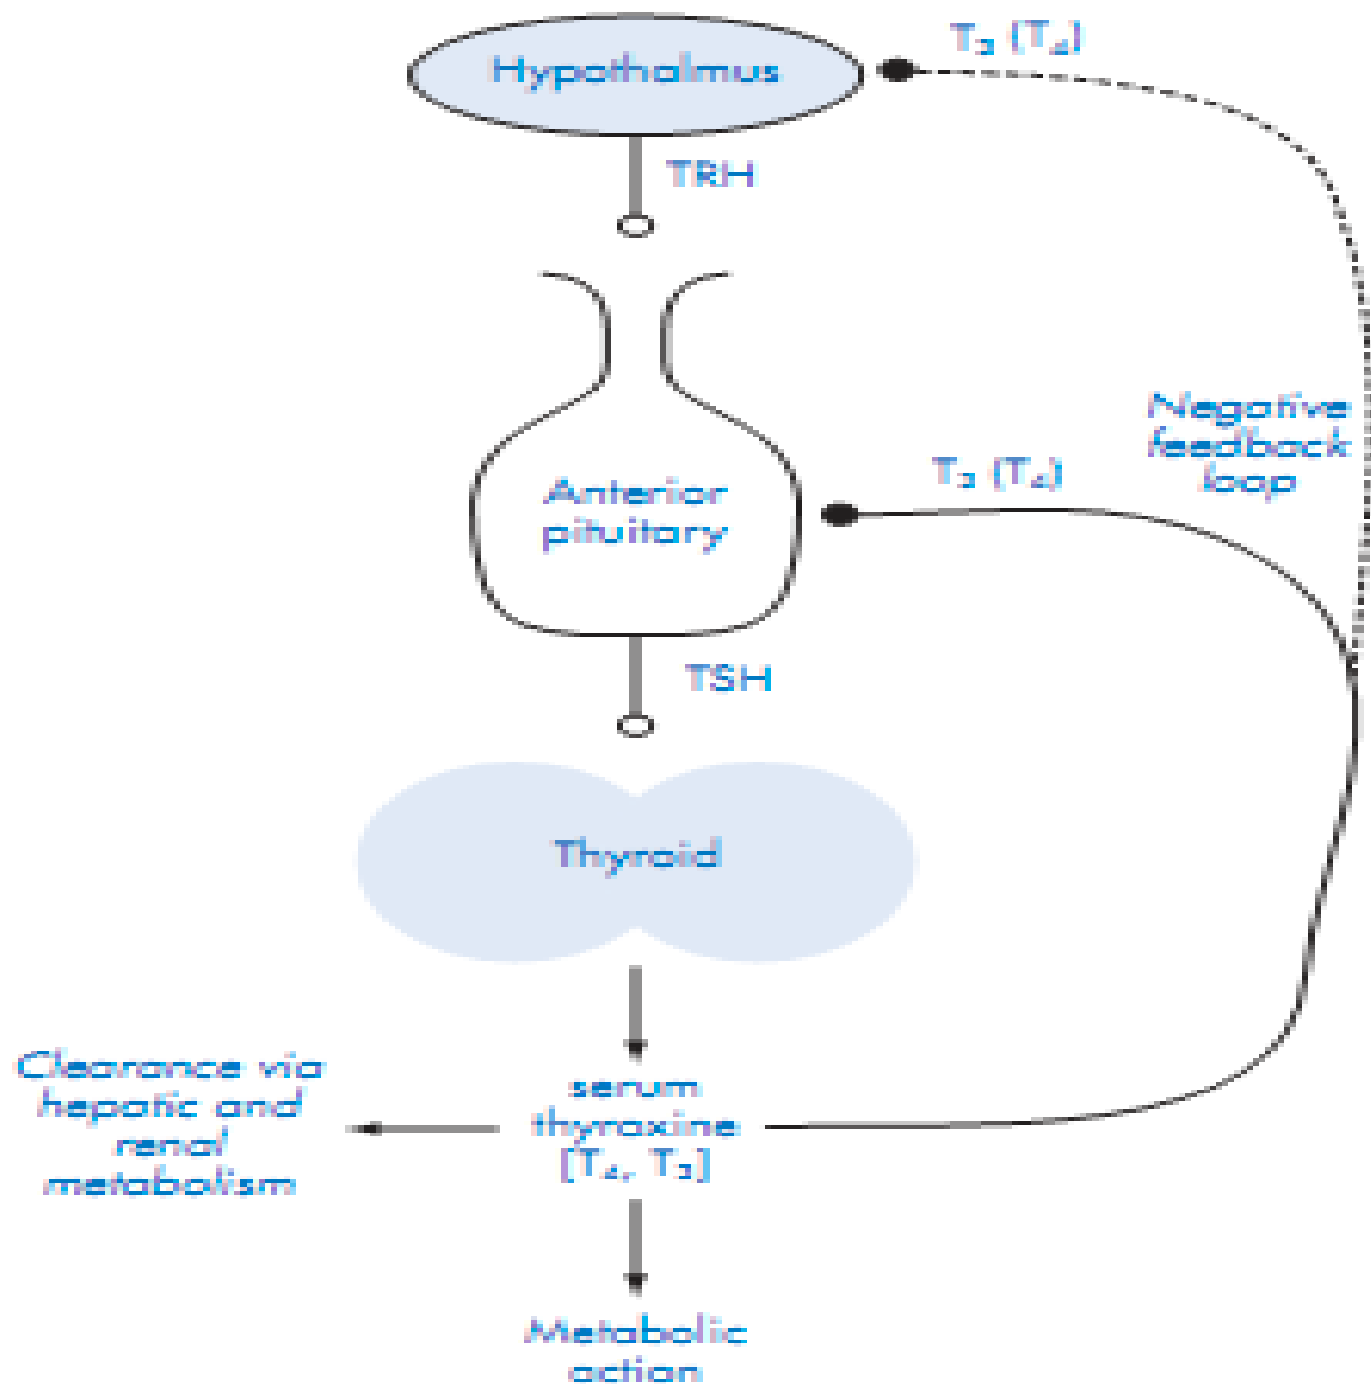 Hypothalmus
T₃ (T₄)
TRH
Negative
feedback
loop
T₃ (T₄)
Anterior
pituitary
TSH
Thyroid
Clearance via
hepatic and
renal
metabolism
serum
thyroxine
[T₄, T₃]
Metabolic
action